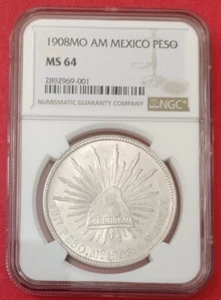 1908MO AM MEXICO PESO
MS 64
2892969-001
NUMISMATIC GUARANTY COMPANY
NGC